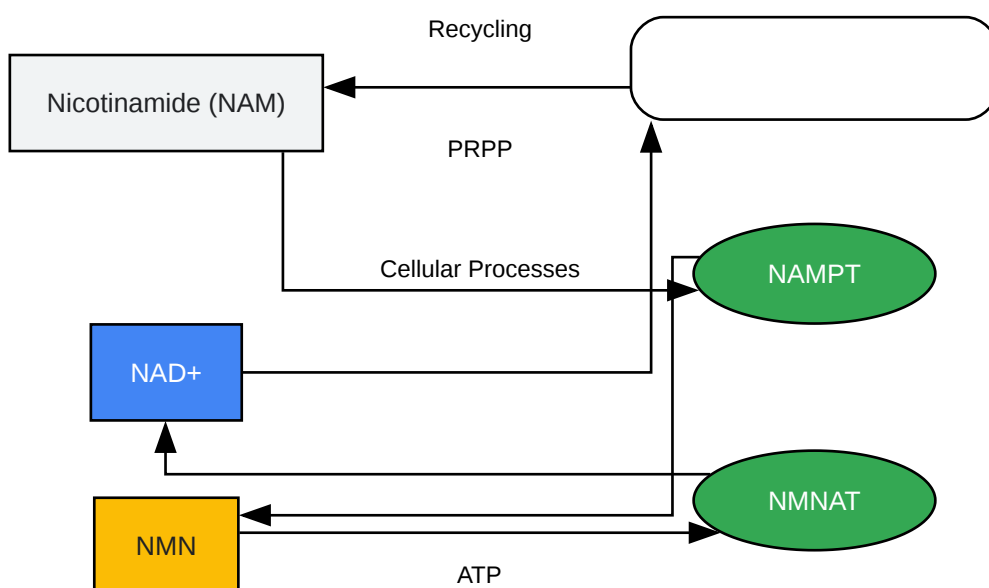 Recycling
Nicotinamide (NAM)
PRPP
Cellular Processes
NAMPT
NAD+
NMNAT
NMN
ATP